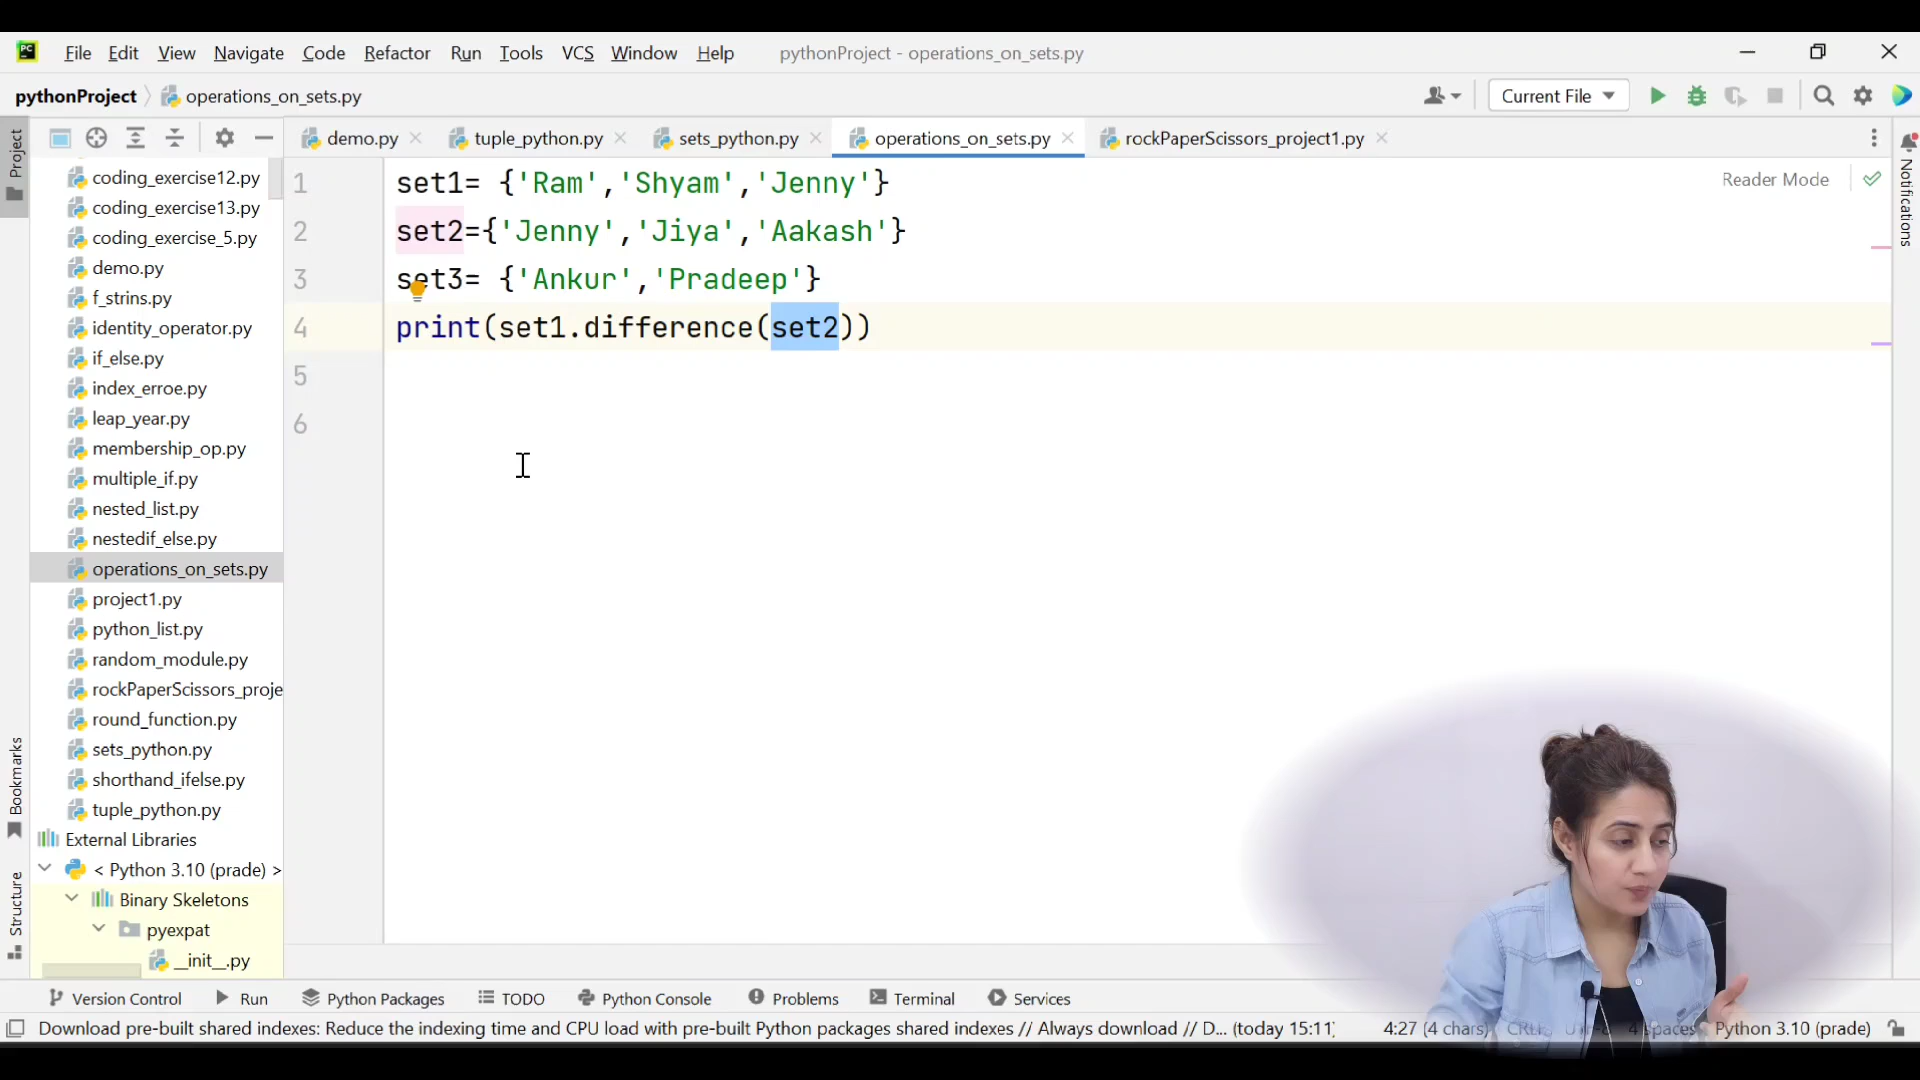 PC File Edit View Navigate Code Refactor Run Tools VCS Window Help pythonProject - operations_on_sets.py
pythonProject operations_on_sets.py Current File
Project
demo.py tuple_python.py sets_python.py operations_on_sets.py rockPaperScissors_project1.py
Notifications
Reader Mode
coding_exercise12.py
coding_exercise13.py
coding_exercise_5.py
demo.py
f_strins.py
identity_operator.py
if_else.py
index_erroe.py
leap_year.py
membership_op.py
multiple_if.py
nested_list.py
nestedif_else.py
operations_on_sets.py
project1.py
python_list.py
random_module.py
rockPaperScissors_proje
round_function.py
sets_python.py
shorthand_ifelse.py
tuple_python.py
External Libraries
< Python 3.10 (prade) >
Binary Skeletons
pyexpat
__init__.py
1 set1= {'Ram','Shyam','Jenny'}
2 set2={'Jenny','Jiya','Aakash'}
3 set3= {'Ankur','Pradeep'}
4 print(set1.difference(set2))
5
6
Bookmarks
Structure
Version Control Run Python Packages TODO Python Console Problems Terminal Services
Download pre-built shared indexes: Reduce the indexing time and CPU load with pre-built Python packages shared indexes // Always download // D... (today 15:11) 4:27 (4 chars) CRLF 4 spaces Python 3.10 (prade)